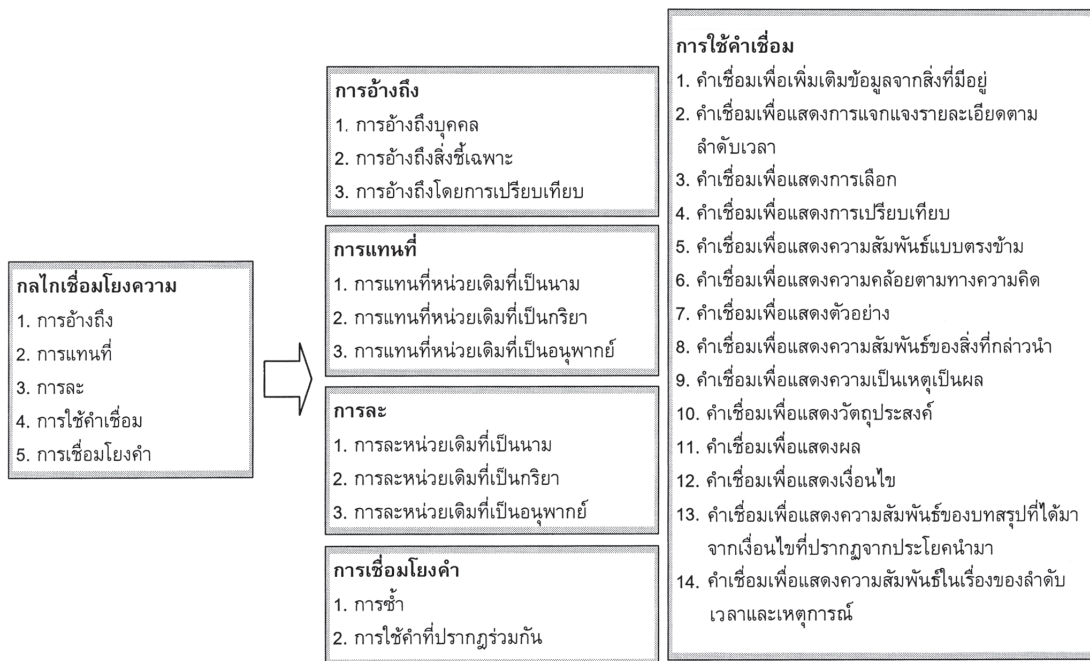 กลไกเชื่อมโยงความ
1. การอ้างถึง
2. การแทนที่
3. การละ
4. การใช้คำเชื่อม
5. การเชื่อมโยงคำ
การอ้างถึง
1. การอ้างถึงบุคคล
2. การอ้างถึงสิ่งชี้เฉพาะ
3. การอ้างถึงโดยการเปรียบเทียบ
การแทนที่
1. การแทนที่หน่วยเดิมที่เป็นนาม
2. การแทนที่หน่วยเดิมที่เป็นกริยา
3. การแทนที่หน่วยเดิมที่เป็นอนุพากย์
การละ
1. การละหน่วยเดิมที่เป็นนาม
2. การละหน่วยเดิมที่เป็นกริยา
3. การละหน่วยเดิมที่เป็นอนุพากย์
การเชื่อมโยงคำ
1. การซ้ำ
2. การใช้คำที่ปรากฏร่วมกัน
การใช้คำเชื่อม
1. คำเชื่อมเพื่อเพิ่มเติมข้อมูลจากสิ่งที่มีอยู่
2. คำเชื่อมเพื่อแสดงการแจกแจงรายละเอียดตาม
ลำดับเวลา
3. คำเชื่อมเพื่อแสดงการเลือก
4. คำเชื่อมเพื่อแสดงการเปรียบเทียบ
5. คำเชื่อมเพื่อแสดงความสัมพันธ์แบบตรงข้าม
6. คำเชื่อมเพื่อแสดงความคล้อยตามทางความคิด
7. คำเชื่อมเพื่อแสดงตัวอย่าง
8. คำเชื่อมเพื่อแสดงความสัมพันธ์ของสิ่งที่กล่าวนำ
9. คำเชื่อมเพื่อแสดงความเป็นเหตุเป็นผล
10. คำเชื่อมเพื่อแสดงวัตถุประสงค์
11. คำเชื่อมเพื่อแสดงผล
12. คำเชื่อมเพื่อแสดงเงื่อนไข
13. คำเชื่อมเพื่อแสดงความสัมพันธ์ของบทสรุปที่ได้มา
จากเงื่อนไขที่ปรากฏจากประโยคนำมา
14. คำเชื่อมเพื่อแสดงความสัมพันธ์ในเรื่องของลำดับ
เวลาและเหตุการณ์